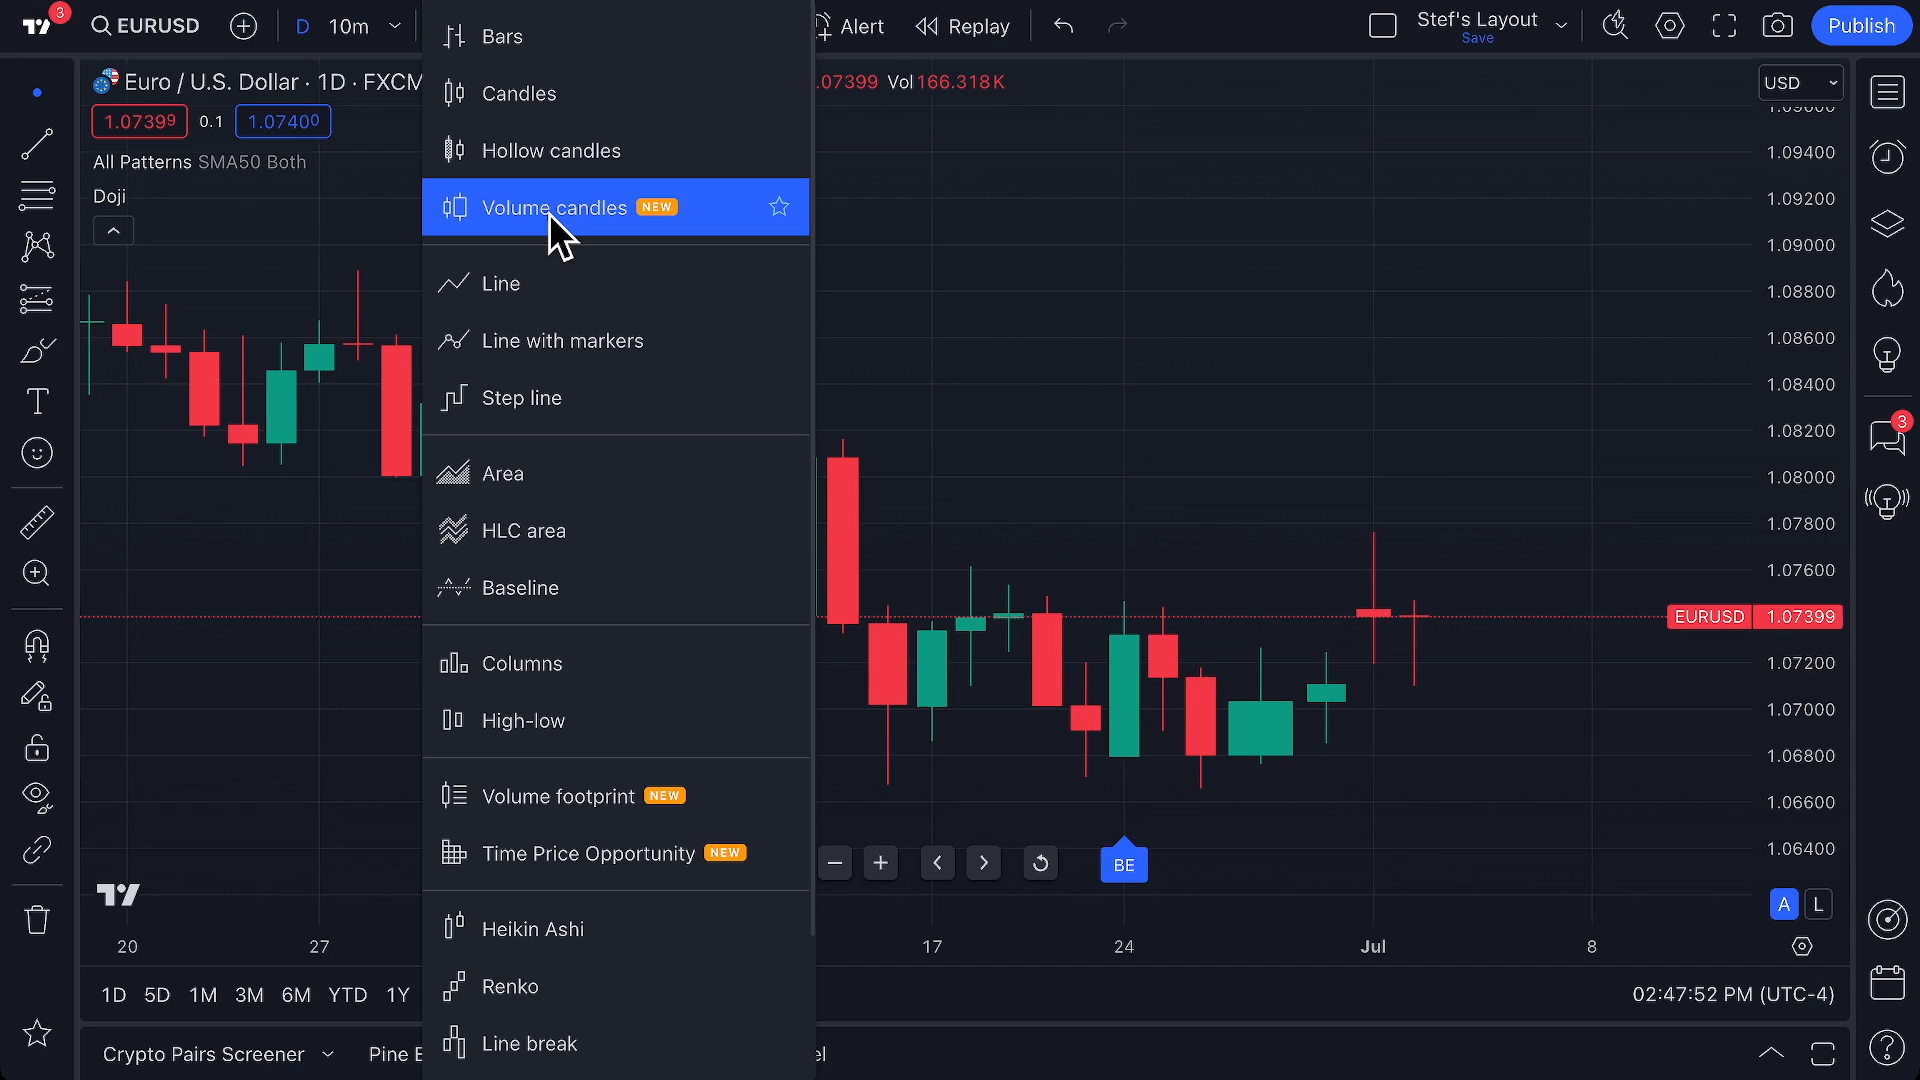 3
EURUSD
D 10m
Alert
Replay
Stef's Layout
Save
Publish
Euro / U.S. Dollar · 1D · FXCM
.07399 Vol 166.318K
USD
1.07399 0.1 1.07400
All Patterns SMA50 Both
Doji
Bars
Candles
Hollow candles
Volume candles NEW
Line
Line with markers
Step line
Area
HLC area
Baseline
Columns
High-low
Volume footprint NEW
Time Price Opportunity NEW
Heikin Ashi
Renko
Line break
1.09400
1.09200
1.09000
1.08800
1.08600
1.08400
1.08200
1.08000
1.07800
1.07600
EURUSD 1.07399
1.07200
1.07000
1.06800
1.06600
1.06400
3
BE
A L
20 27 17 24 Jul 8
1D 5D 1M 3M 6M YTD 1Y
02:47:52 PM (UTC-4)
Crypto Pairs Screener
Pine E
el